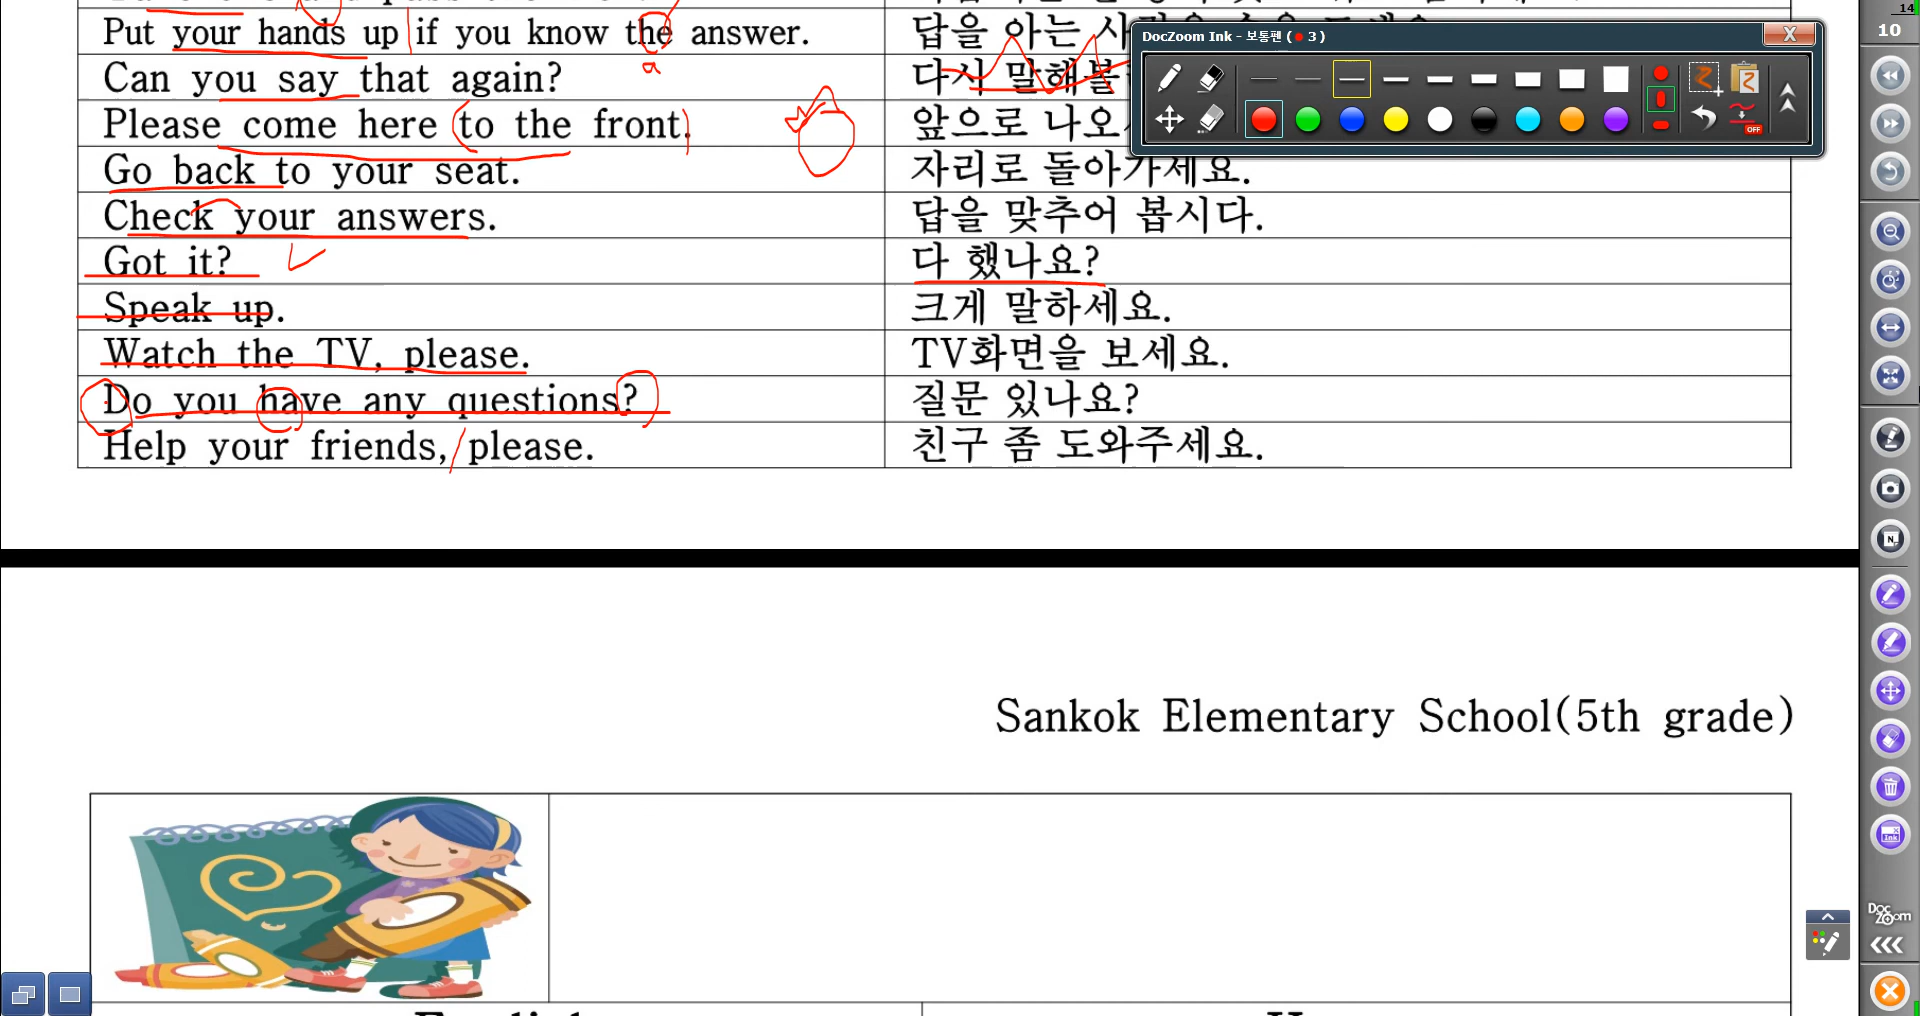 Put your hands up if you know the answer.
답을 아는
a
Can you say that again?
다시 말해볼
Please come here to the front.
앞으로 나오
Go back to your seat.
자리로 돌아가세요.
Check your answers.
답을 맞추어 봅시다.
Got it?
다 했나요?
Speak up.
크게 말하세요.
Watch the TV, please.
TV화면을 보세요.
Do you have any questions?
질문 있나요?
Help your friends, please.
친구 좀 도와주세요.
DocZoom Ink - 보통펜 ( 3 )
X
OFF
14
10
N
Ink
Doc Zoom
Sankok Elementary School(5th grade)